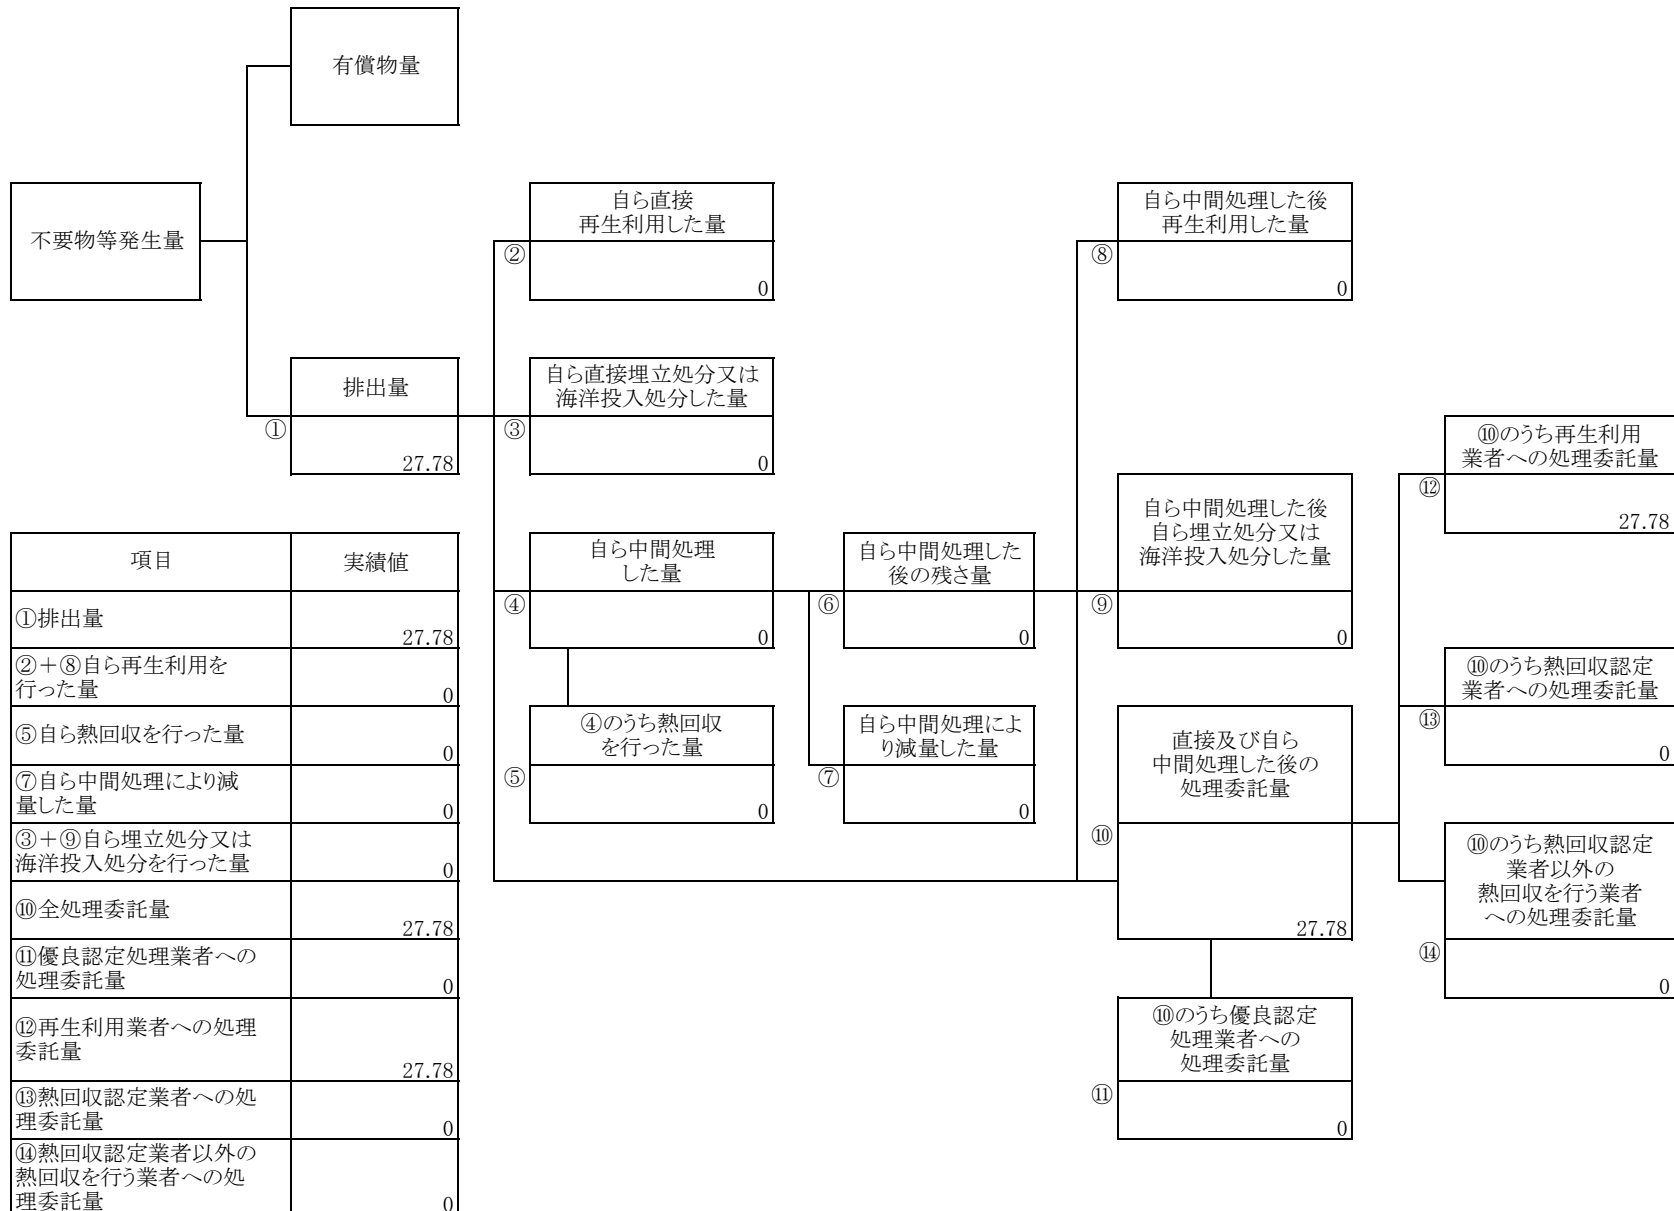 有償物量
不要物等発生量
自ら直接
再生利用した量
②
0
自ら中間処理した後
再生利用した量
⑧
0
排出量
①
27.78
自ら直接埋立処分又は
海洋投入処分した量
③
0
⑩のうち再生利用
業者への処理委託量
⑫
27.78
自ら中間処理
した量
④
0
自ら中間処理した
後の残さ量
⑥
0
自ら中間処理した後
自ら埋立処分又は
海洋投入処分した量
⑨
0
⑩のうち熱回収認定
業者への処理委託量
⑬
0
④のうち熱回収
を行った量
⑤
0
自ら中間処理によ
り減量した量
⑦
0
直接及び自ら
中間処理した後の
処理委託量
⑩
27.78
⑩のうち熱回収認定
業者以外の
熱回収を行う業者
への処理委託量
⑭
0
⑩のうち優良認定
処理業者への
処理委託量
⑪
0
項目 実績値
①排出量 27.78
②+⑧自ら再生利用を
行った量 0
⑤自ら熱回収を行った量 0
⑦自ら中間処理により減
量した量 0
③+⑨自ら埋立処分又は
海洋投入処分を行った量 0
⑩全処理委託量 27.78
⑪優良認定処理業者への
処理委託量 0
⑫再生利用業者への処理
委託量 27.78
⑬熱回収認定業者への処
理委託量 0
⑭熱回収認定業者以外の
熱回収を行う業者への処
理委託量 0